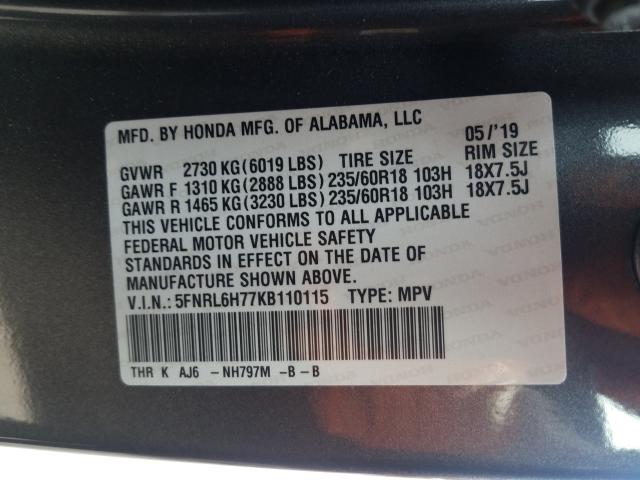 MFD. BY HONDA MFG. OF ALABAMA, LLC 05/'19
GVWR 2730 KG(6019 LBS) TIRE SIZE RIM SIZE
GAWR F 1310 KG (2888 LBS) 235/60R18 103H 18X7.5J
GAWR R 1465 KG (3230 LBS) 235/60R18 103H 18X7.5J
THIS VEHICLE CONFORMS TO ALL APPLICABLE
FEDERAL MOTOR VEHICLE SAFETY
STANDARDS IN EFFECT ON THE DATE OF
MANUFACTURE SHOWN ABOVE.
V.I.N.: 5FNRL6H77KB110115 TYPE: MPV
THR K AJ6 -NH797M -B -B